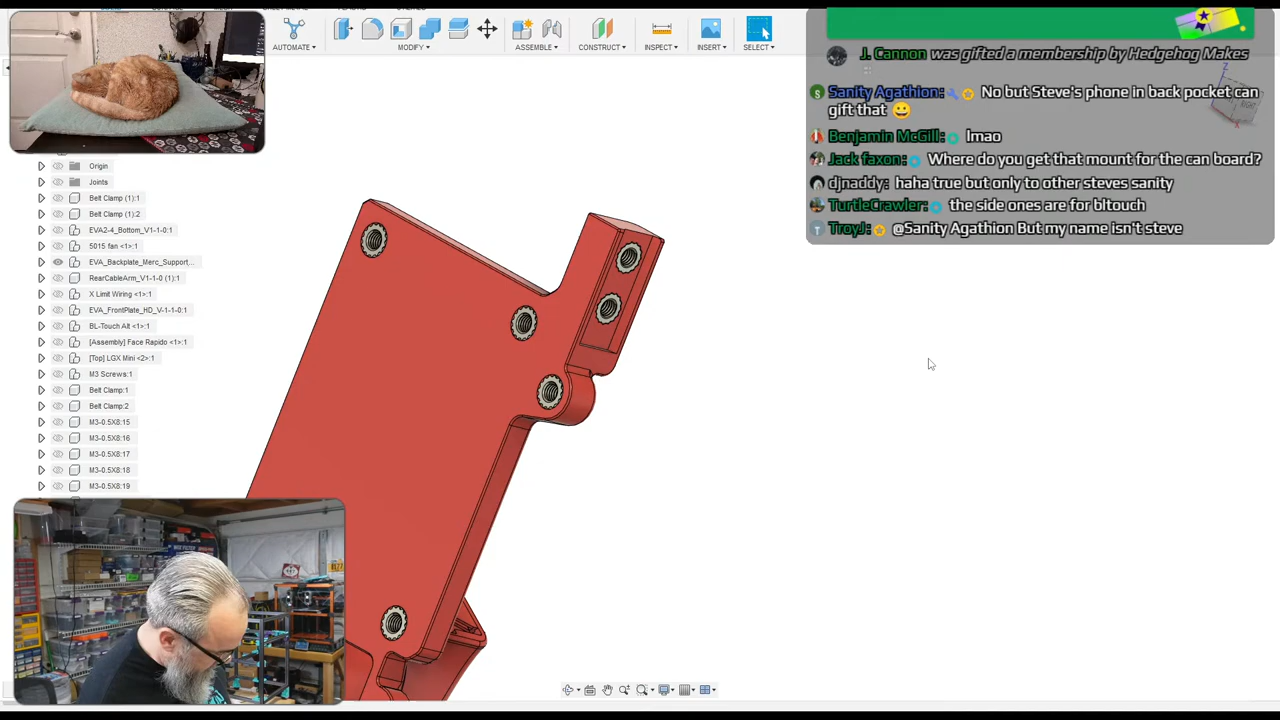 AUTOMATE
MODIFY
ASSEMBLE
CONSTRUCT
INSPECT
INSERT
SELECT
J. Cannon was gifted a membership by Hedgehog Makes
Sanity Agathion: No but Steve's phone in back pocket can
gift that
Benjamin McGill: lmao
Jack faxon: Where do you get that mount for the can board?
djnaddy: haha true but only to other steves sanity
TurtleCrawler: the side ones are for bltouch
TroyJ: @Sanity Agathion But my name isn't steve
Z
RIGHT
X
Origin
Joints
Belt Clamp (1):1
Belt Clamp (1):2
EVA2-4_Bottom_V1-1-0:1
5015 fan <1>:1
EVA_Backplate_Merc_Support...
RearCableArm_V1-1-0 (1):1
X Limit Wiring <1>:1
EVA_FrontPlate_HD_V-1-1-0:1
BL-Touch Alt <1>:1
[Assembly] Face Rapido <1>:1
[Top] LGX Mini <2>:1
M3 Screws:1
Belt Clamp:1
Belt Clamp:2
M3-0.5X8:15
M3-0.5X8:16
M3-0.5X8:17
M3-0.5X8:18
M3-0.5X8:19